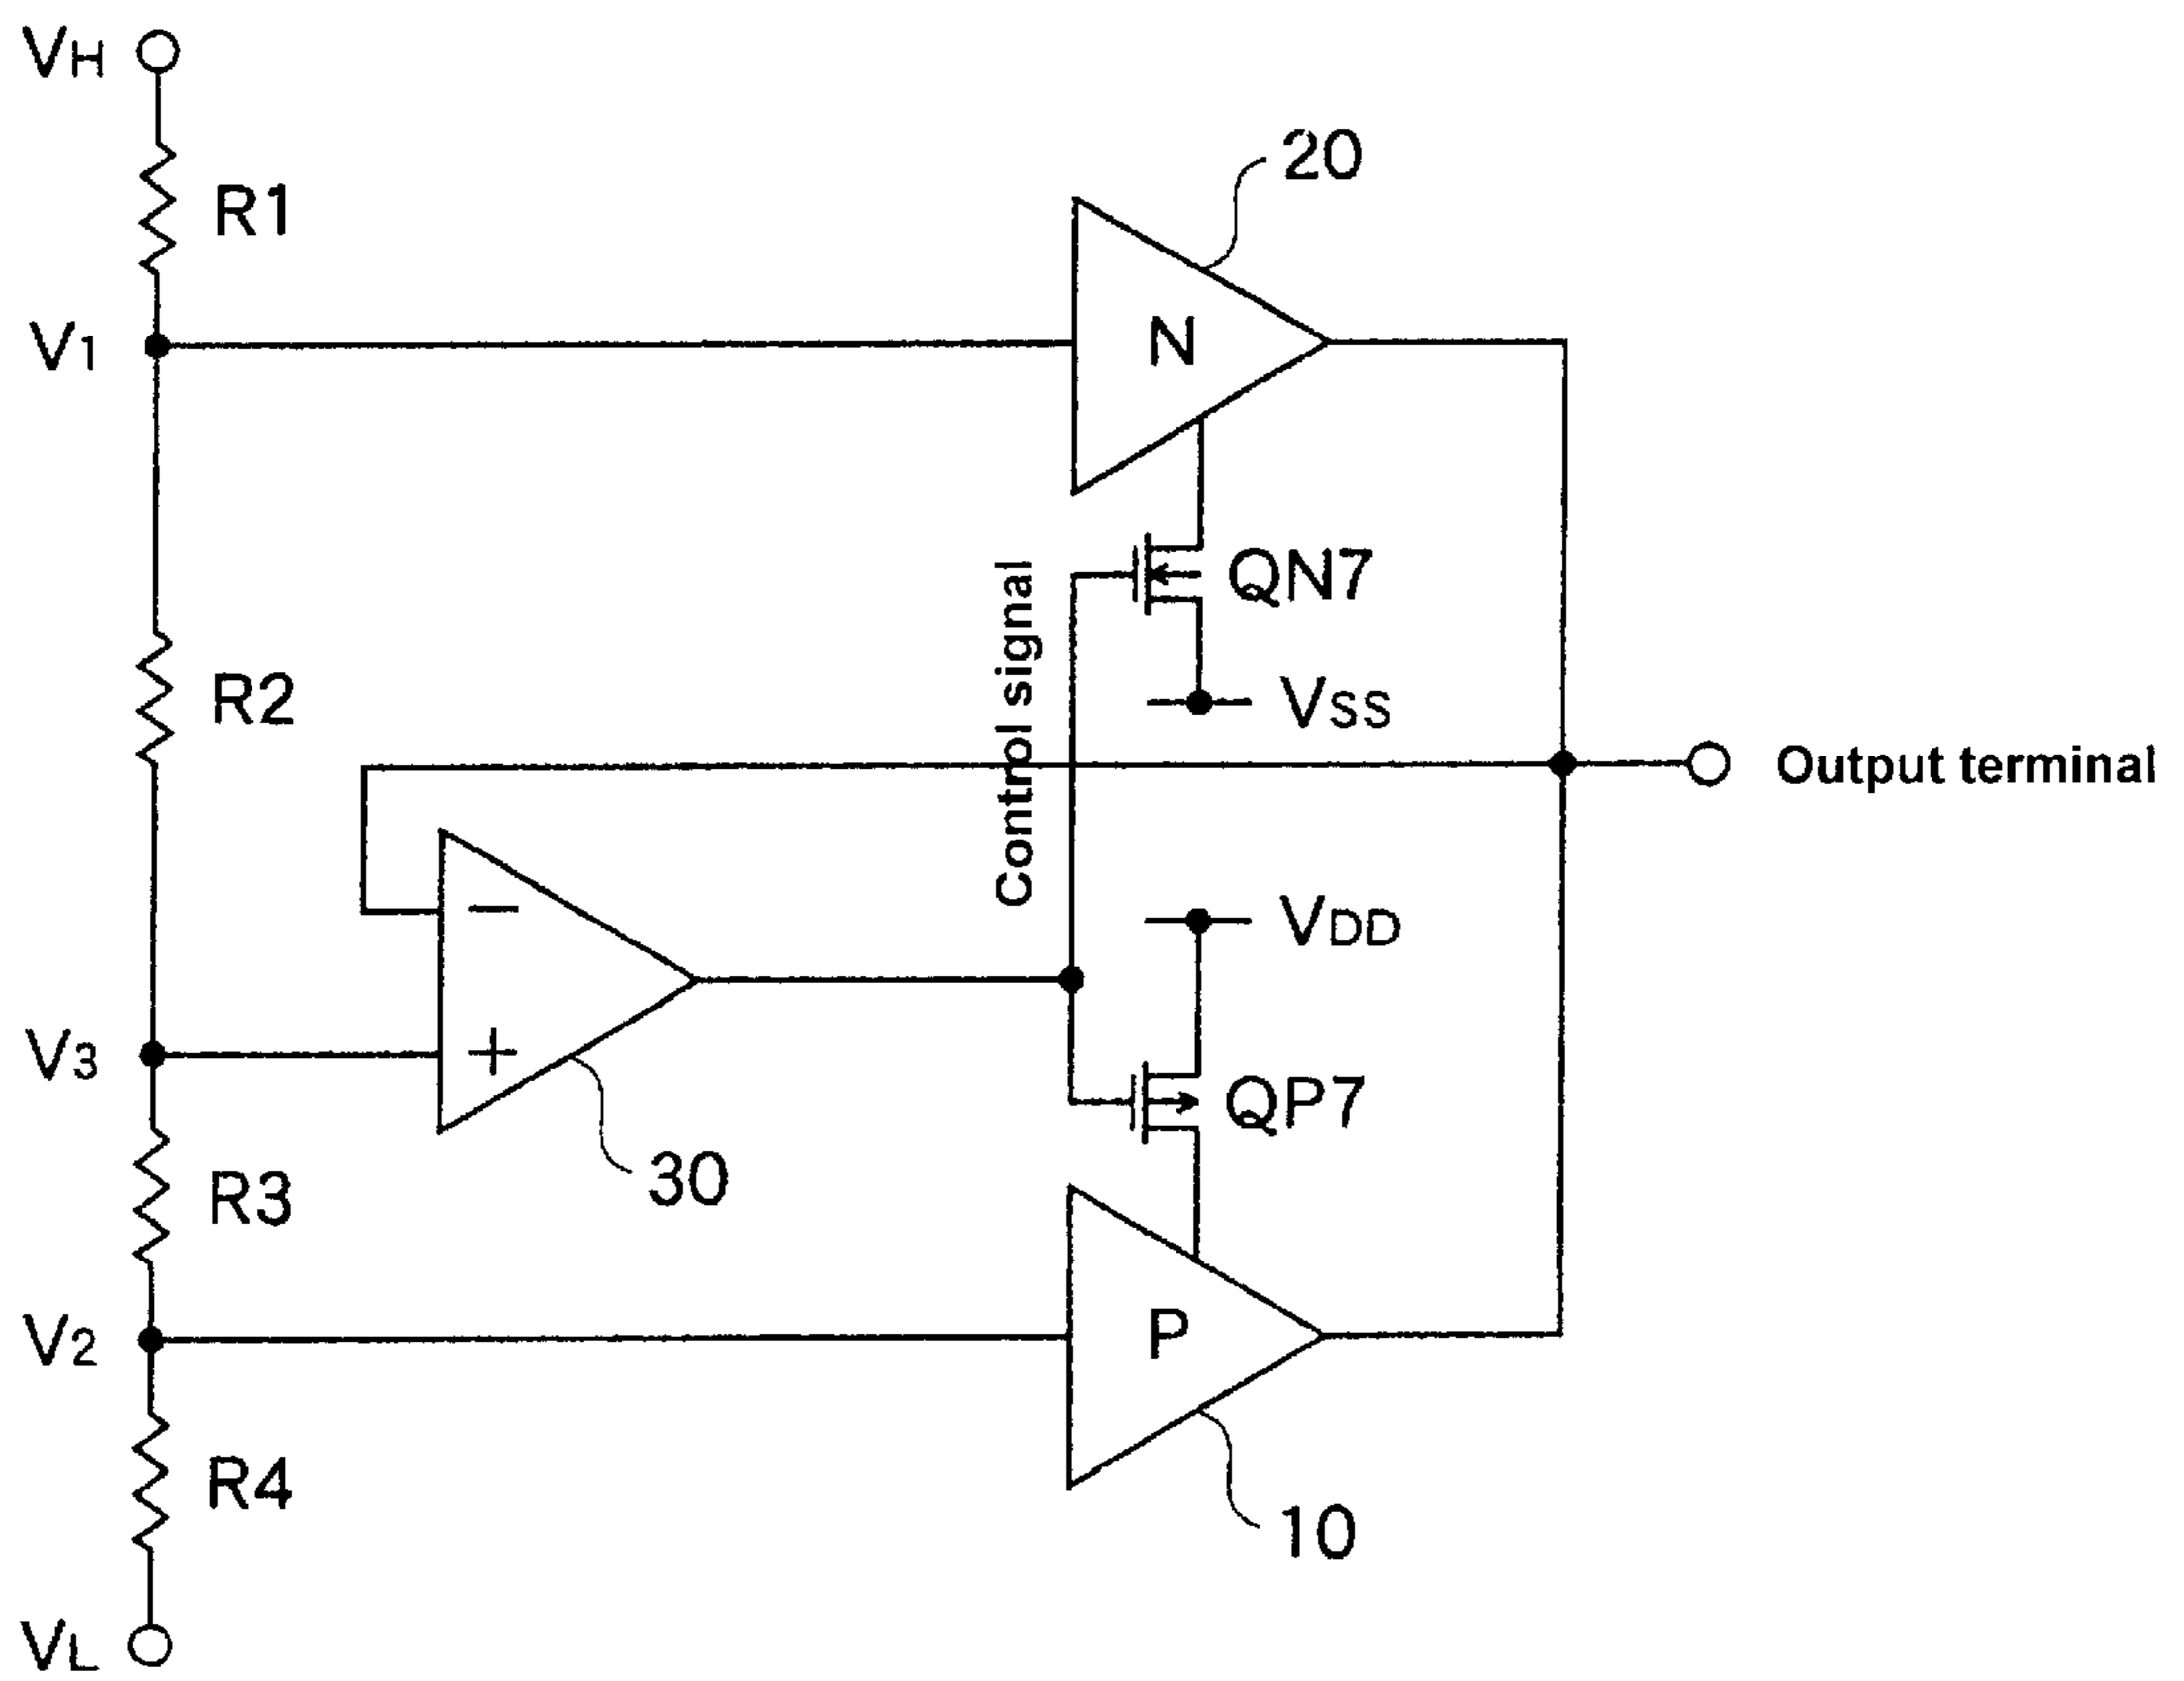 VH
R1
20
V1
N
QN7
R2
VSS
Control signal
Output terminal
−
VDD
V3
+
QP7
30
R3
V2
P
R4
10
VL